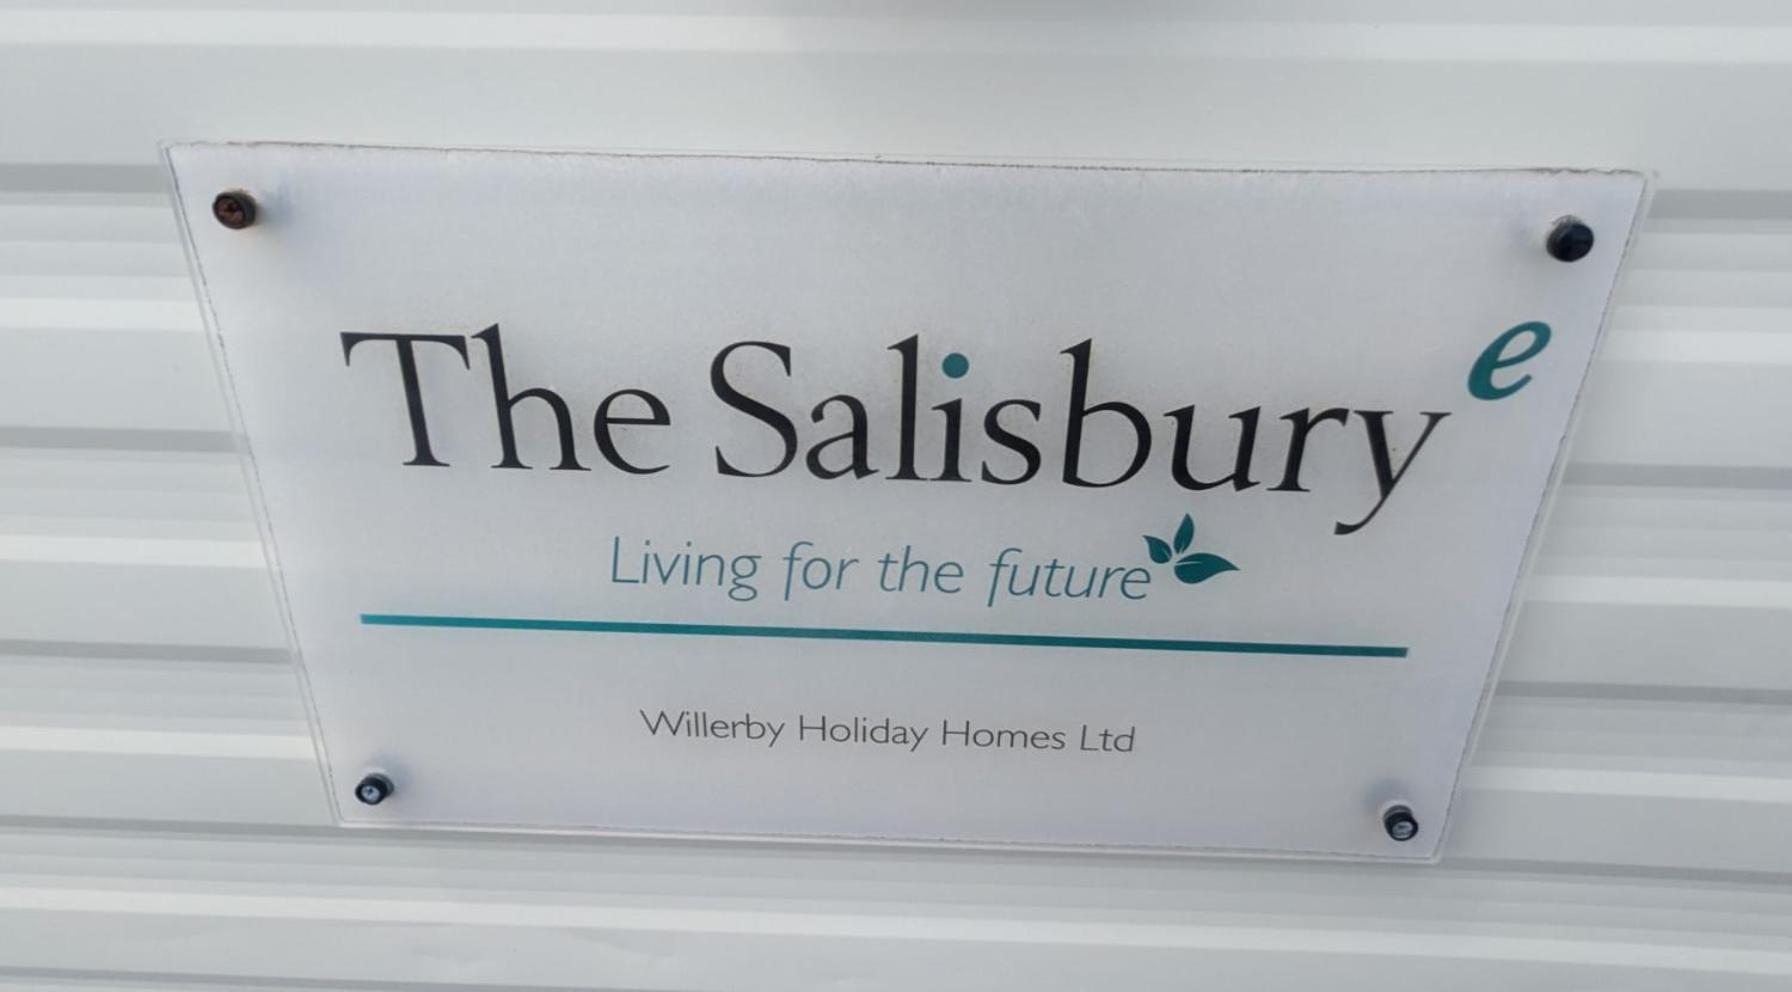 The Salisbury e
Living for the future
Willerby Holiday Homes Ltd